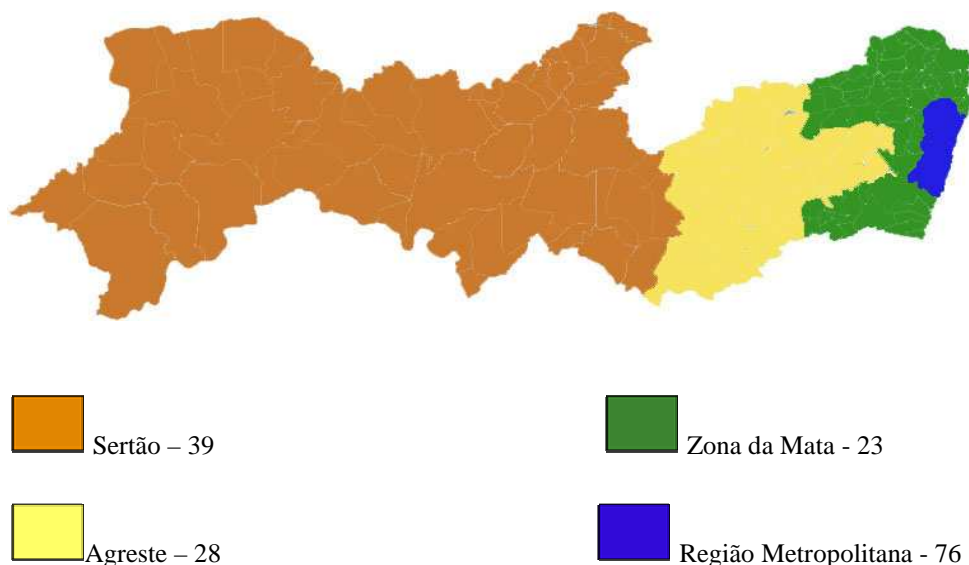 Sertão – 39
Zona da Mata - 23
Agreste – 28
Região Metropolitana - 76